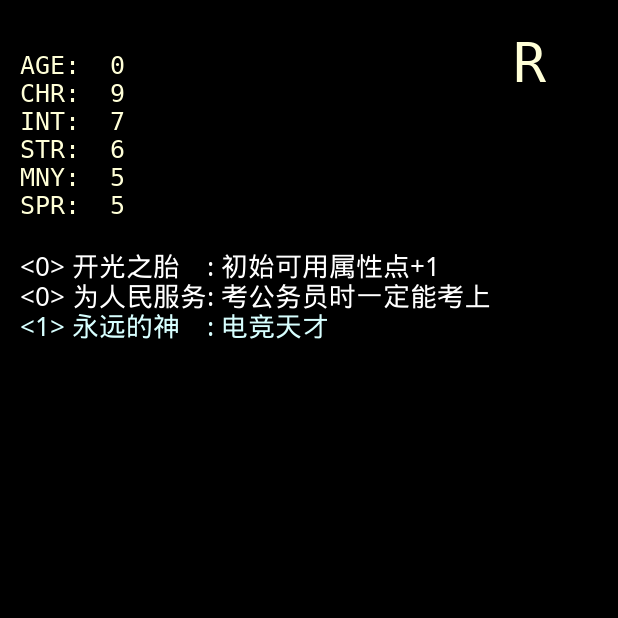 R
AGE: 0
CHR: 9
INT: 7
STR: 6
MNY: 5
SPR: 5
<0> 开光之胎 : 初始可用属性点+1
<0> 为人民服务: 考公务员时一定能考上
<1> 永远的神 : 电竞天才